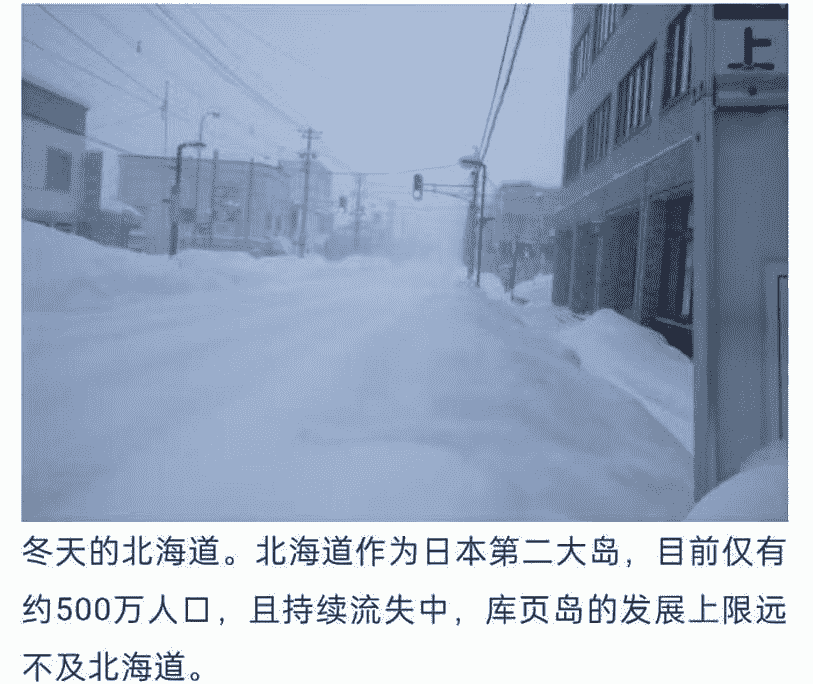 上
冬天的北海道。北海道作为日本第二大岛，目前仅有
约500万人口，且持续流失中，库页岛的发展上限远
不及北海道。